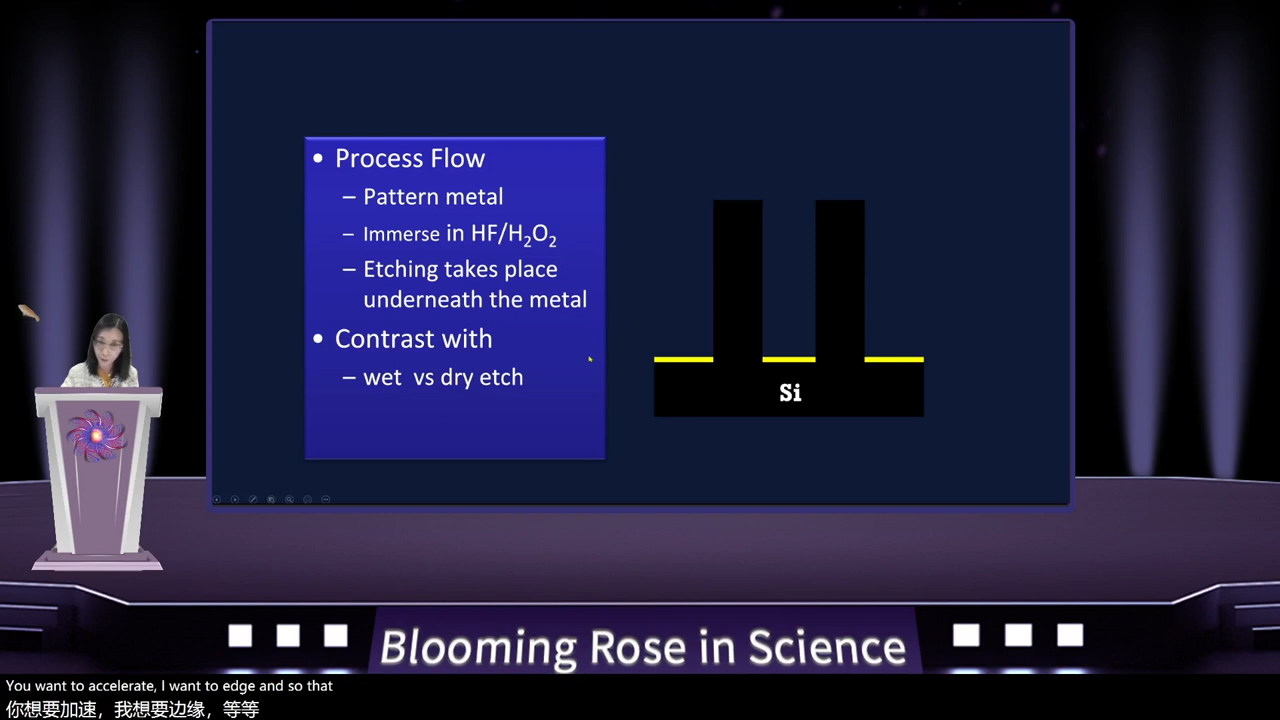 • Process Flow
– Pattern metal
– Immerse in HF/H₂O₂
– Etching takes place
underneath the metal
• Contrast with
– wet vs dry etch
Si
Blooming Rose in Science
You want to accelerate, I want to edge and so that
你想要加速，我想要边缘，等等